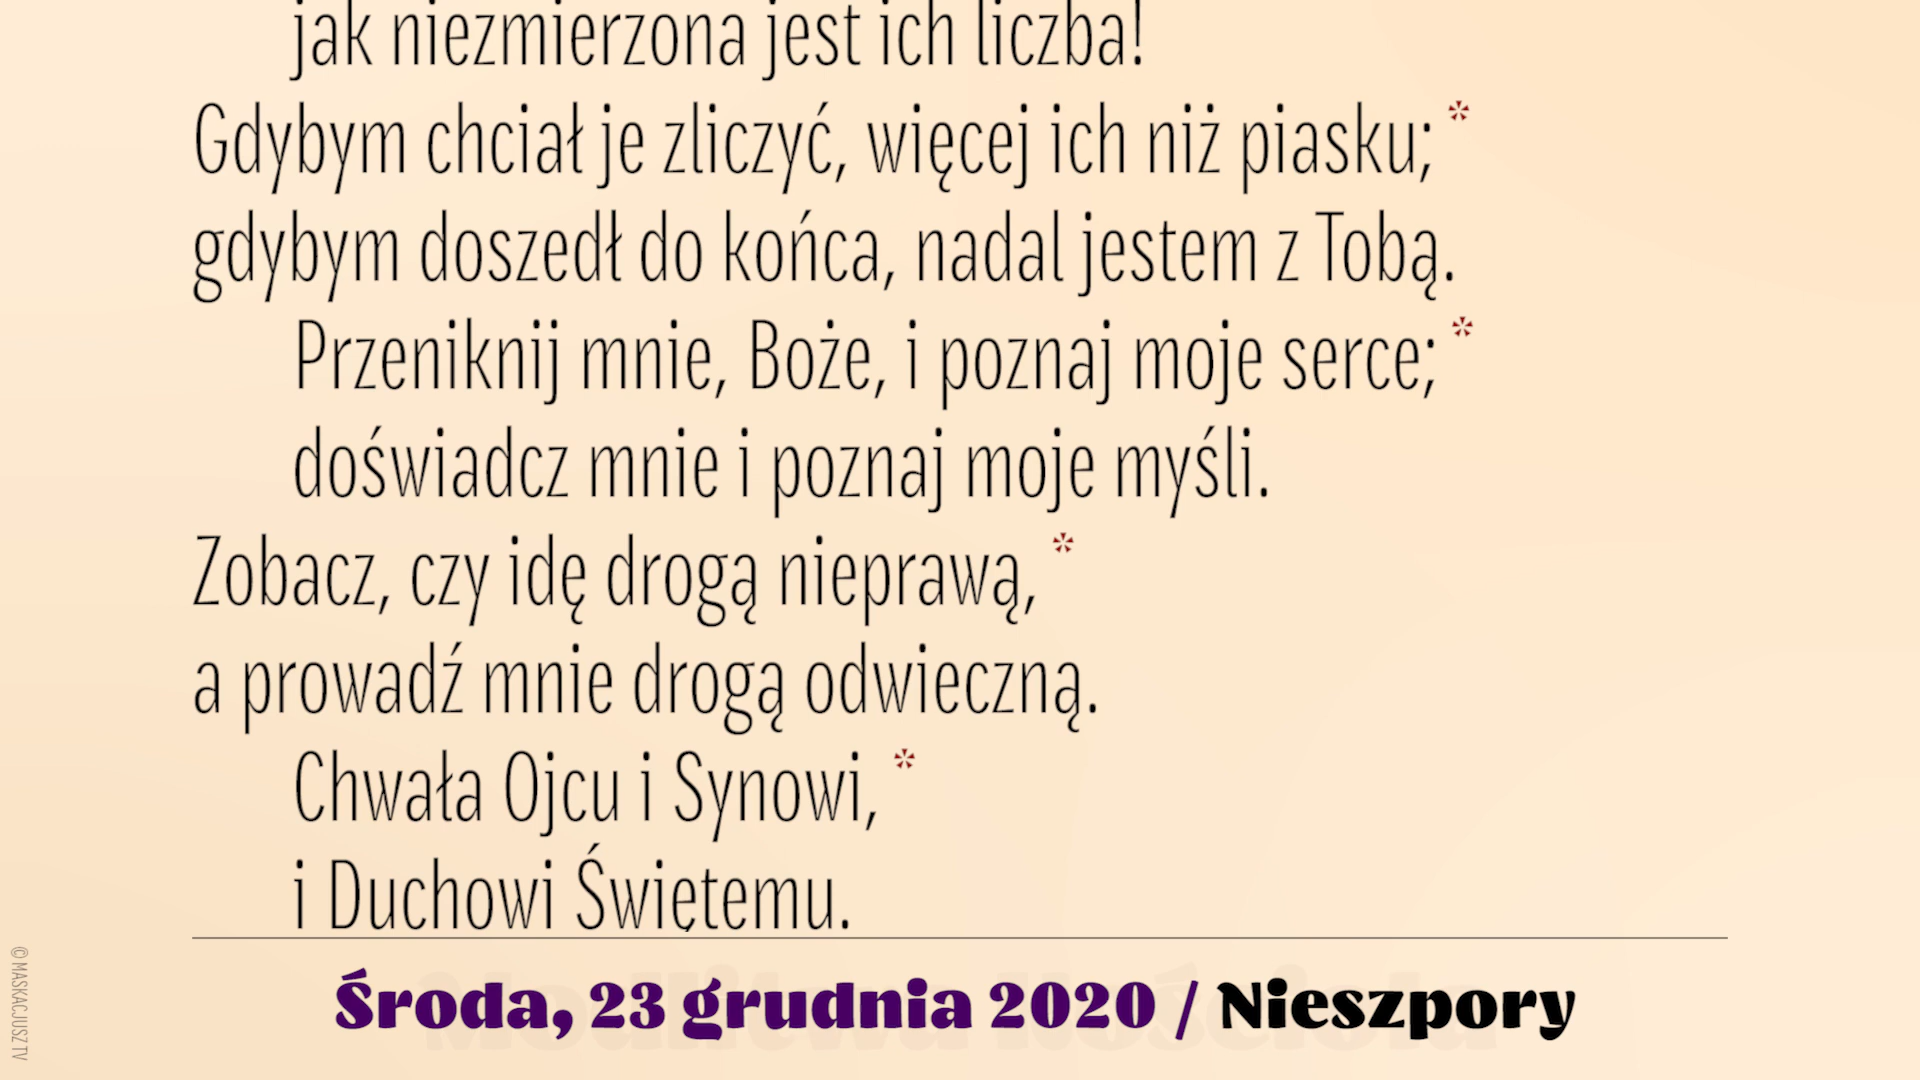 jak niezmierzona jest ich liczba!
Gdybym chciał je zliczyć, więcej ich niż piasku; *
gdybym doszedł do końca, nadal jestem z Tobą.
Przeniknij mnie, Boże, i poznaj moje serce; *
doświadcz mnie i poznaj moje myśli.
Zobacz, czy idę drogą nieprawą, *
a prowadź mnie drogą odwieczną.
Chwała Ojcu i Synowi, *
i Duchowi Świętemu.
Środa, 23 grudnia 2020 / Nieszpory
© MASKACJUSZ TV